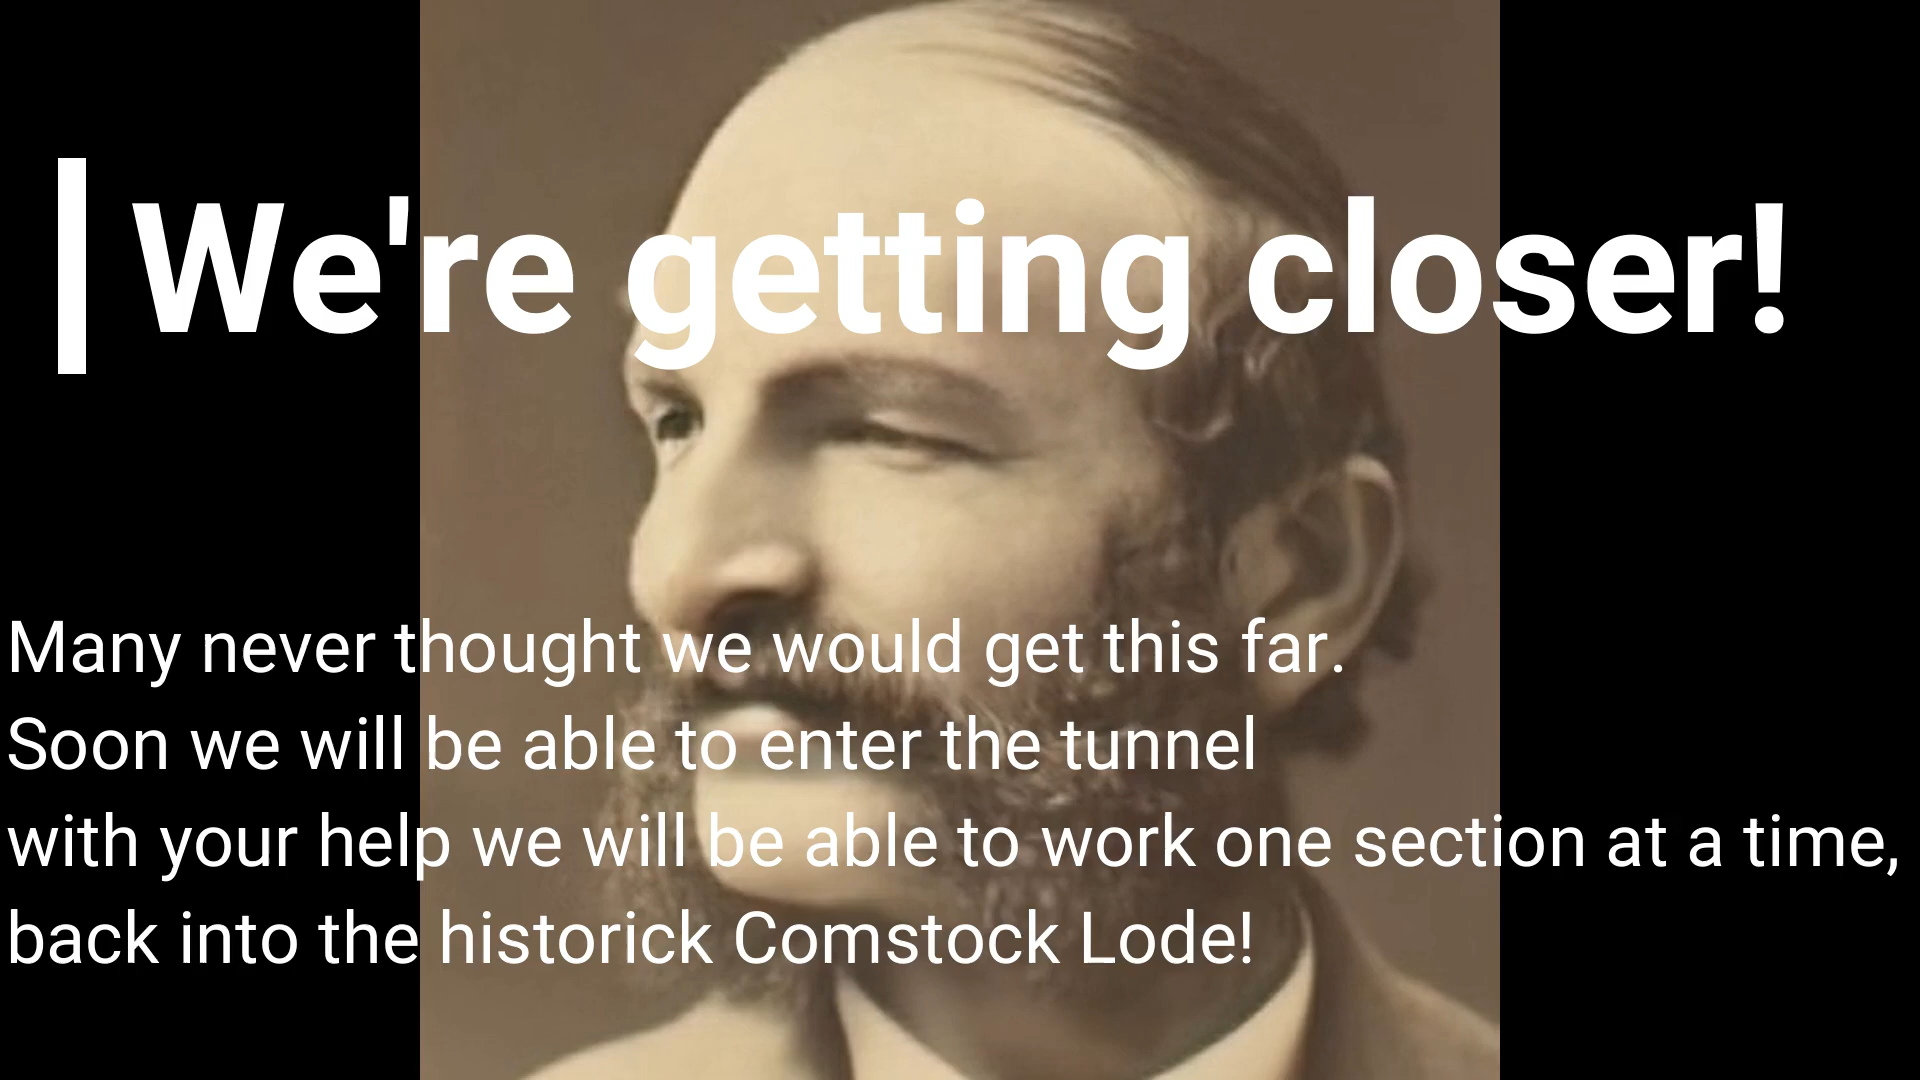 We're getting closer!
Many never thought we would get this far.
Soon we will be able to enter the tunnel
with your help we will be able to work one section at a time,
back into the historick Comstock Lode!